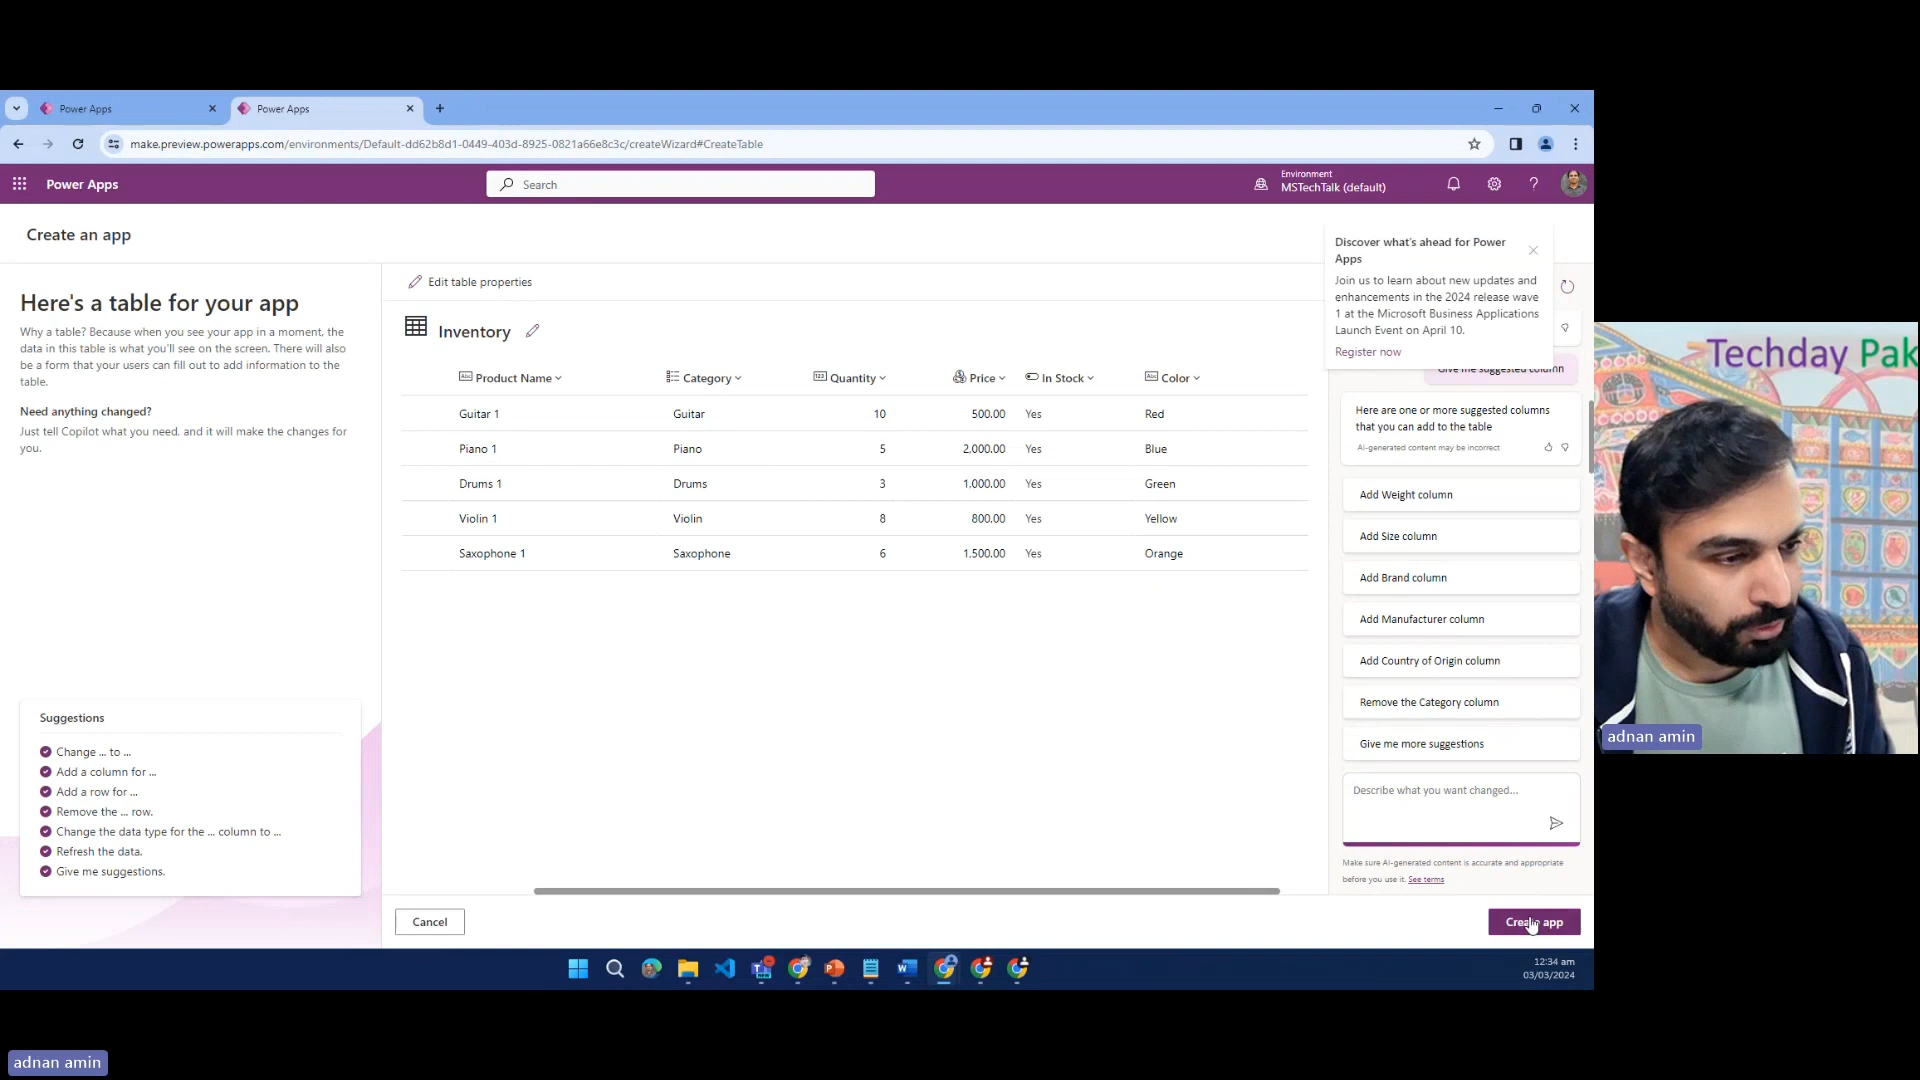 Power Apps
Power Apps
make.preview.powerapps.com/environments/Default-dd62b8d1-0449-403d-8925-0821a66e8c3c/createWizard#CreateTable
Power Apps
Search
Environment
MSTechTalk (default)
Create an app
Here's a table for your app
Why a table? Because when you see your app in a moment, the
data in this table is what you'll see on the screen. There will also
be a form that your users can fill out to add information to the
table.
Need anything changed?
Just tell Copilot what you need, and it will make the changes for
you.
Suggestions
Change ... to ...
Add a column for ...
Add a row for ...
Remove the ... row.
Change the data type for the ... column to ...
Refresh the data.
Give me suggestions.
Edit table properties
Inventory
Product Name Category Quantity Price In Stock Color
Guitar 1 Guitar 10 500.00 Yes Red
Piano 1 Piano 5 2,000.00 Yes Blue
Drums 1 Drums 3 1,000.00 Yes Green
Violin 1 Violin 8 800.00 Yes Yellow
Saxophone 1 Saxophone 6 1,500.00 Yes Orange
Discover what's ahead for Power
Apps
Join us to learn about new updates and
enhancements in the 2024 release wave
1 at the Microsoft Business Applications
Launch Event on April 10.
Register now
Give me suggested column
Here are one or more suggested columns
that you can add to the table
AI-generated content may be incorrect
Add Weight column
Add Size column
Add Brand column
Add Manufacturer column
Add Country of Origin column
Remove the Category column
Give me more suggestions
Describe what you want changed...
Make sure AI-generated content is accurate and appropriate
before you use it. See terms
Cancel
Create app
12:34 am
03/03/2024
Techday Pak
adnan amin
adnan amin